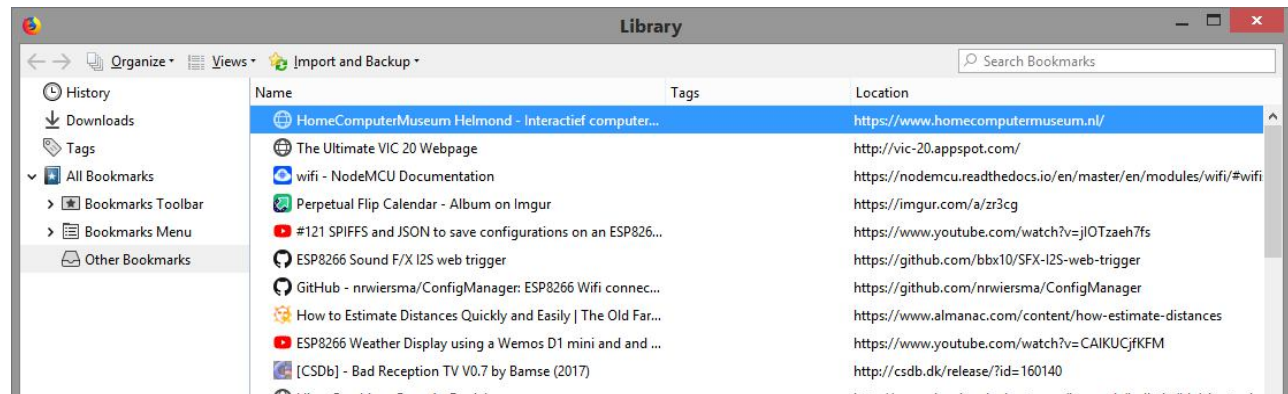 Library
Organize Views Import and Backup Search Bookmarks
History
Downloads
Tags
All Bookmarks
Bookmarks Toolbar
Bookmarks Menu
Other Bookmarks
Name Tags Location
HomeComputerMuseum Helmond - Interactief computer... https://www.homecomputermuseum.nl/
The Ultimate VIC 20 Webpage http://vic-20.appspot.com/
wifi - NodeMCU Documentation https://nodemcu.readthedocs.io/en/master/en/modules/wifi/#wifi
Perpetual Flip Calendar - Album on Imgur https://imgur.com/a/zr3cg
#121 SPIFFS and JSON to save configurations on an ESP826... https://www.youtube.com/watch?v=jIOTzaeh7fs
ESP8266 Sound F/X I2S web trigger https://github.com/bbx10/SFX-I2S-web-trigger
GitHub - nrwiersma/ConfigManager: ESP8266 Wifi connec... https://github.com/nrwiersma/ConfigManager
How to Estimate Distances Quickly and Easily | The Old Far... https://www.almanac.com/content/how-estimate-distances
ESP8266 Weather Display using a Wemos D1 mini and and ... https://www.youtube.com/watch?v=CAIKUCjfKFM
[CSDb] - Bad Reception TV V0.7 by Bamse (2017) http://csdb.dk/release/?id=160140